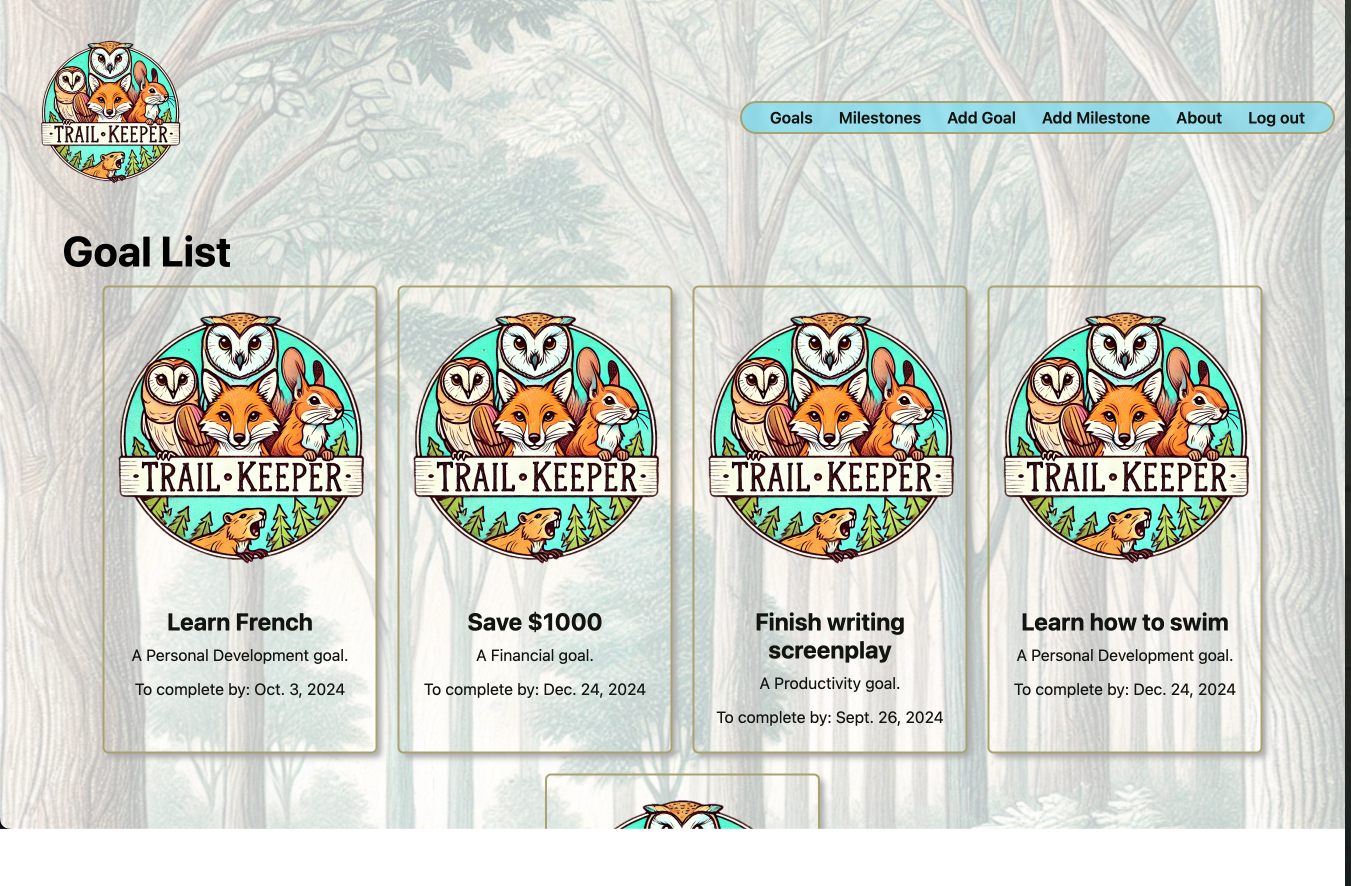 ·TRAIL·KEEPER·
Goals Milestones Add Goal Add Milestone About Log out
Goal List
·TRAIL·KEEPER· ·TRAIL·KEEPER· ·TRAIL·KEEPER· ·TRAIL·KEEPER·
Learn French
A Personal Development goal.
To complete by: Oct. 3, 2024
Save $1000
A Financial goal.
To complete by: Dec. 24, 2024
Finish writing
screenplay
A Productivity goal.
To complete by: Sept. 26, 2024
Learn how to swim
A Personal Development goal.
To complete by: Dec. 24, 2024